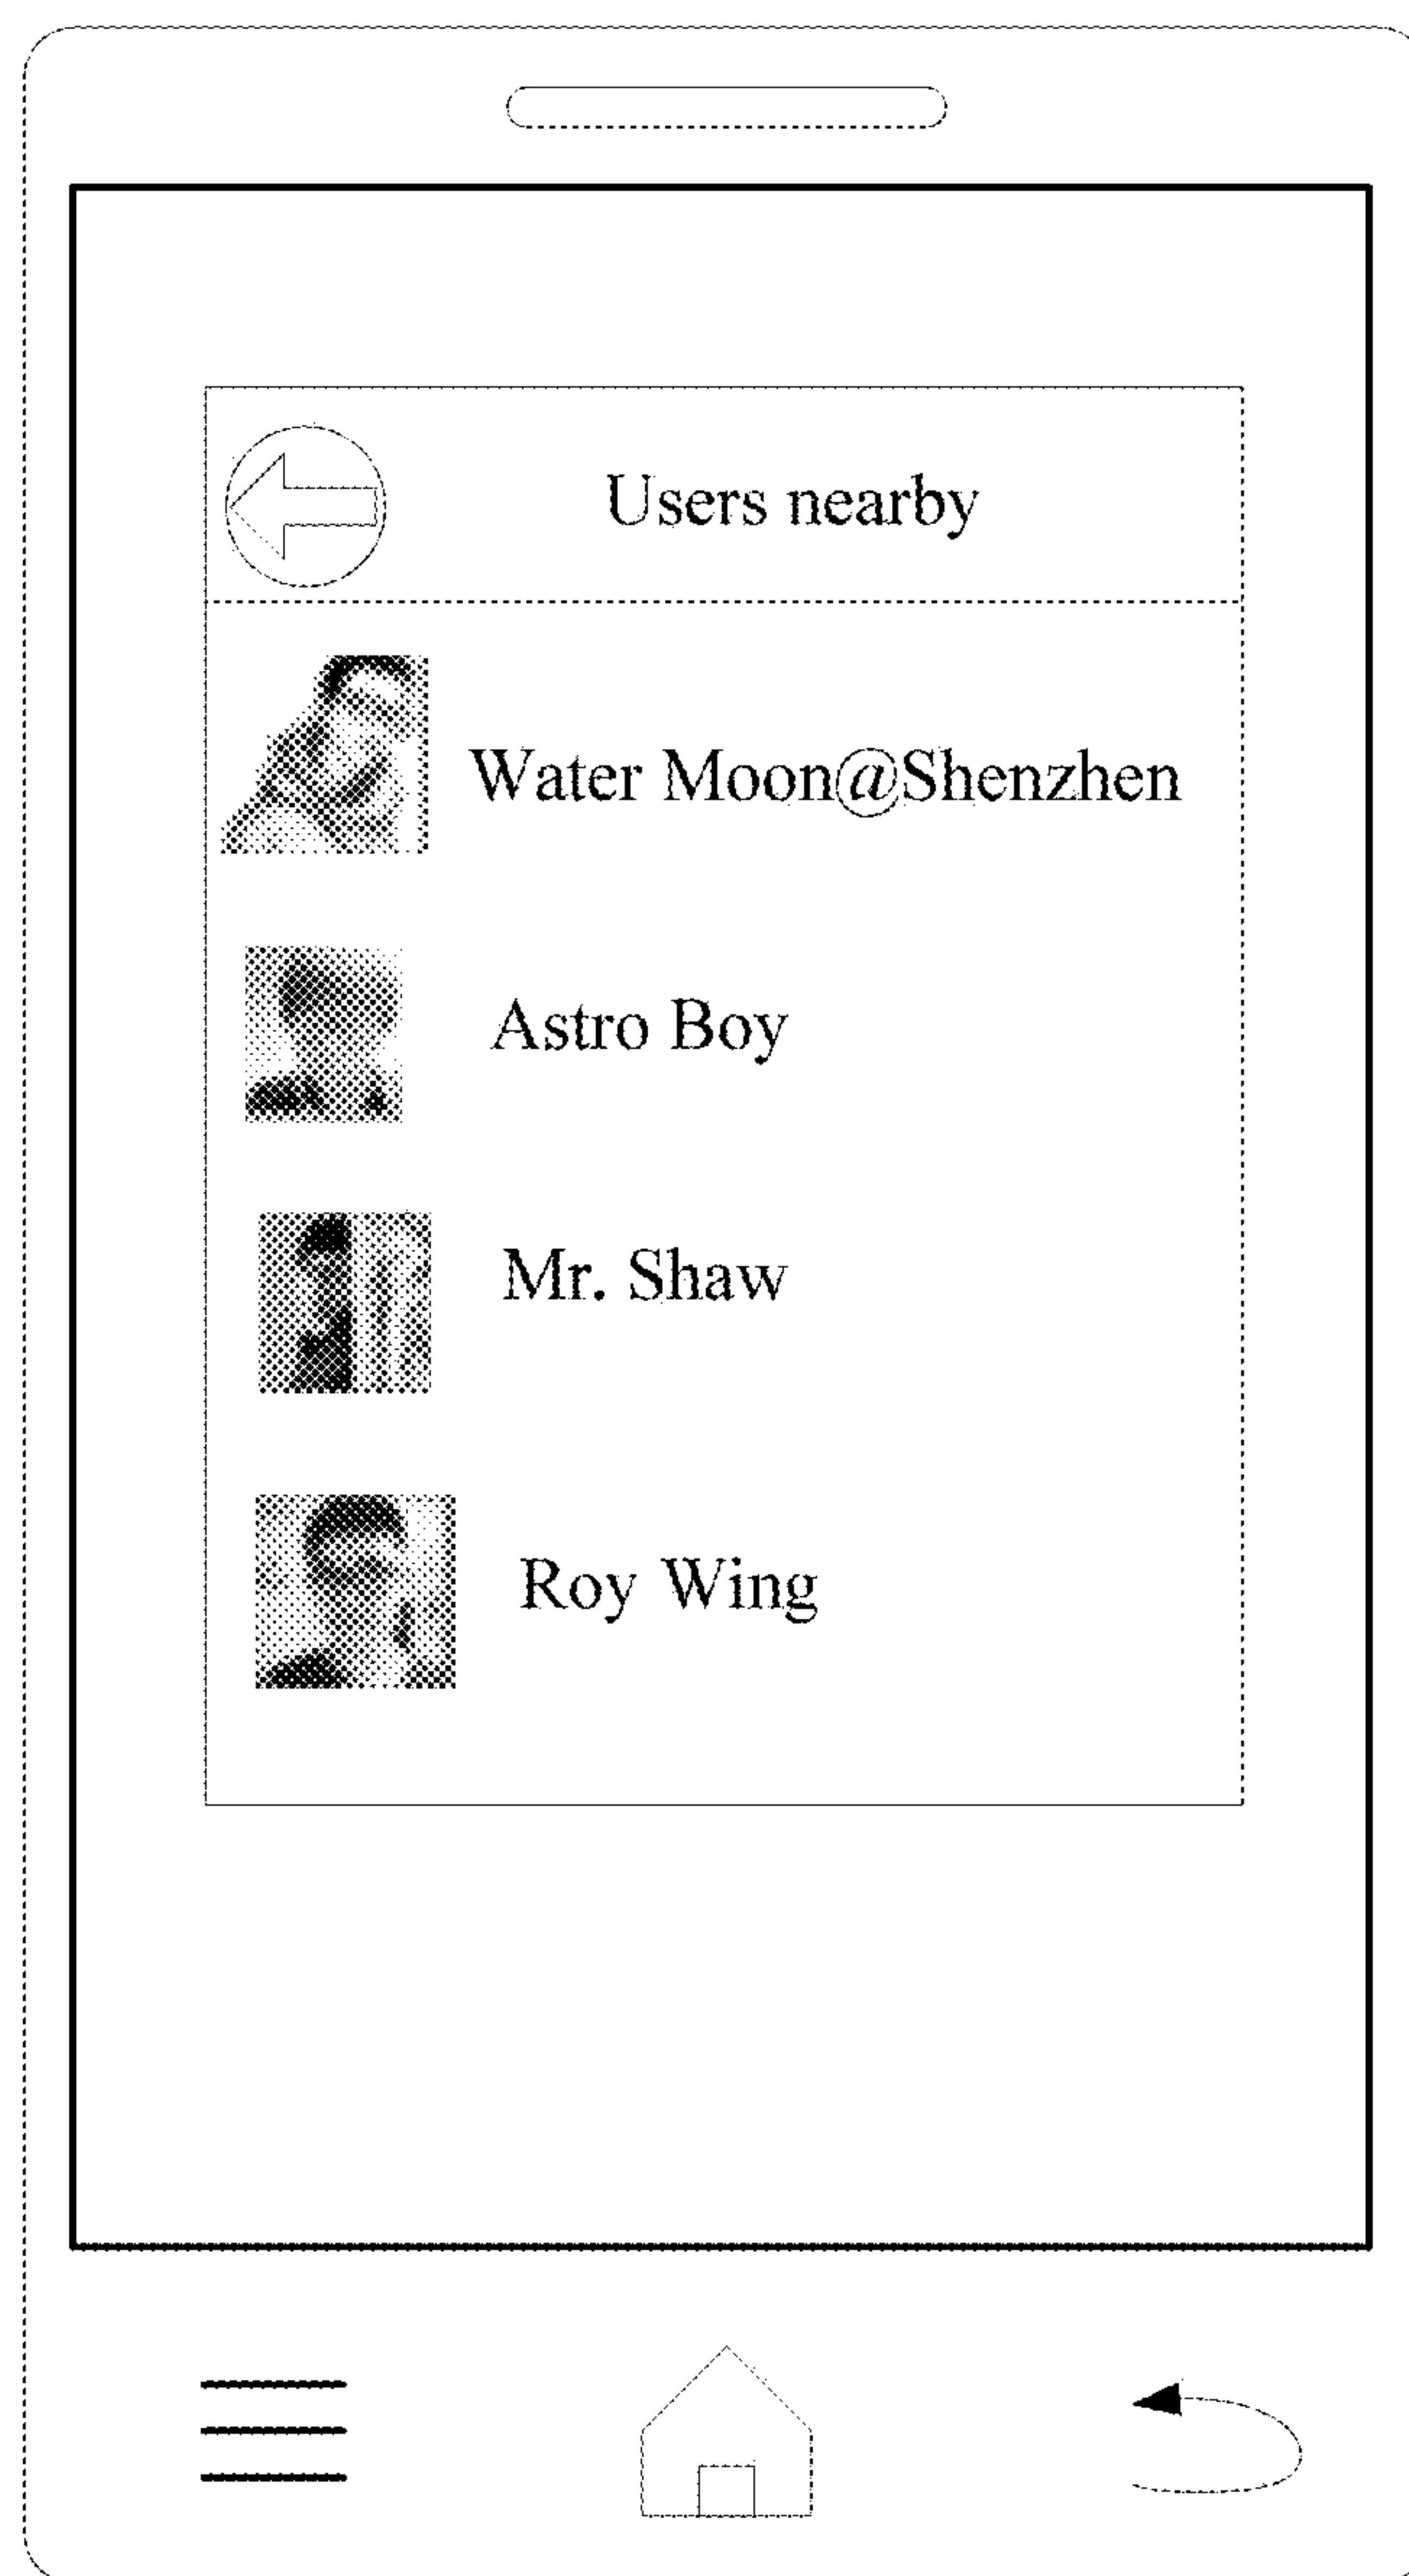 Users nearby
Water Moon@Shenzhen
Astro Boy
Mr. Shaw
Roy Wing